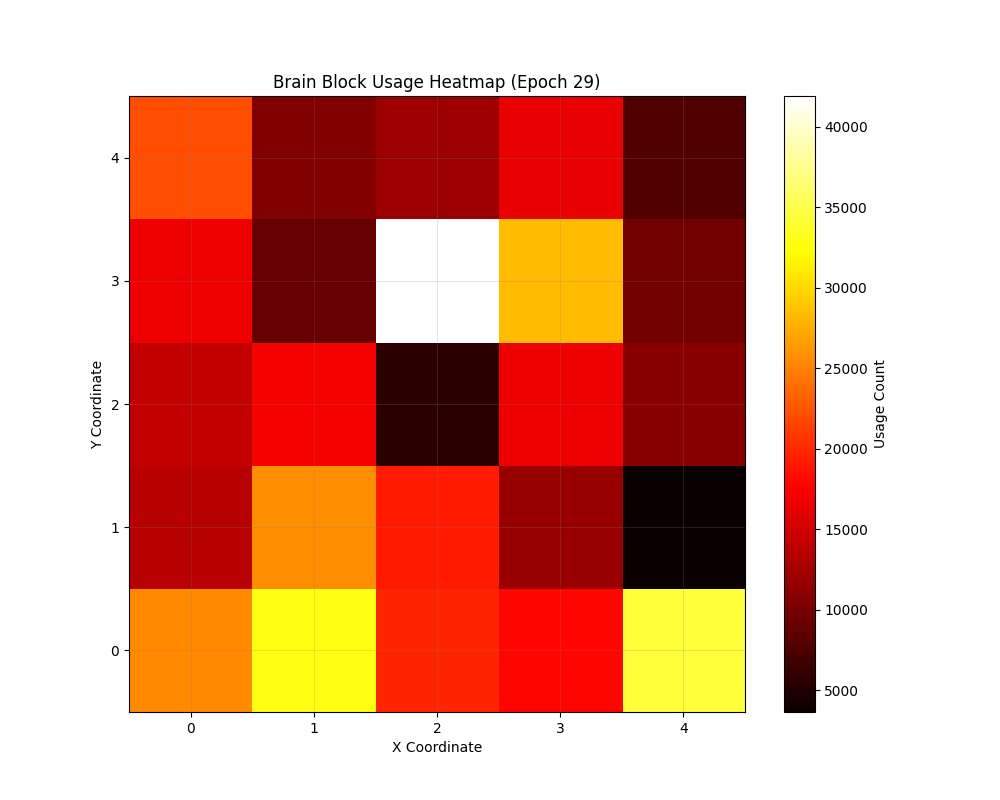 Brain Block Usage Heatmap (Epoch 29)
4
3
2
1
0
Y Coordinate
0 1 2 3 4
X Coordinate
40000
35000
30000
25000
20000
15000
10000
5000
Usage Count